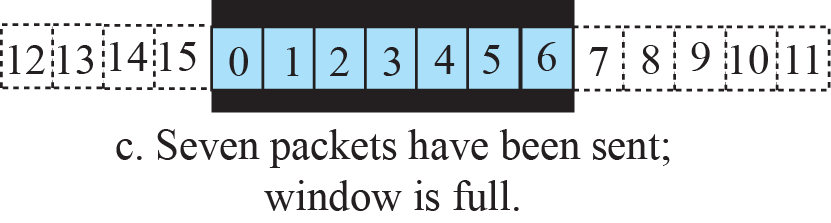 12 13 14 15 0 1 2 3 4 5 6 7 8 9 10 11
c. Seven packets have been sent;
window is full.